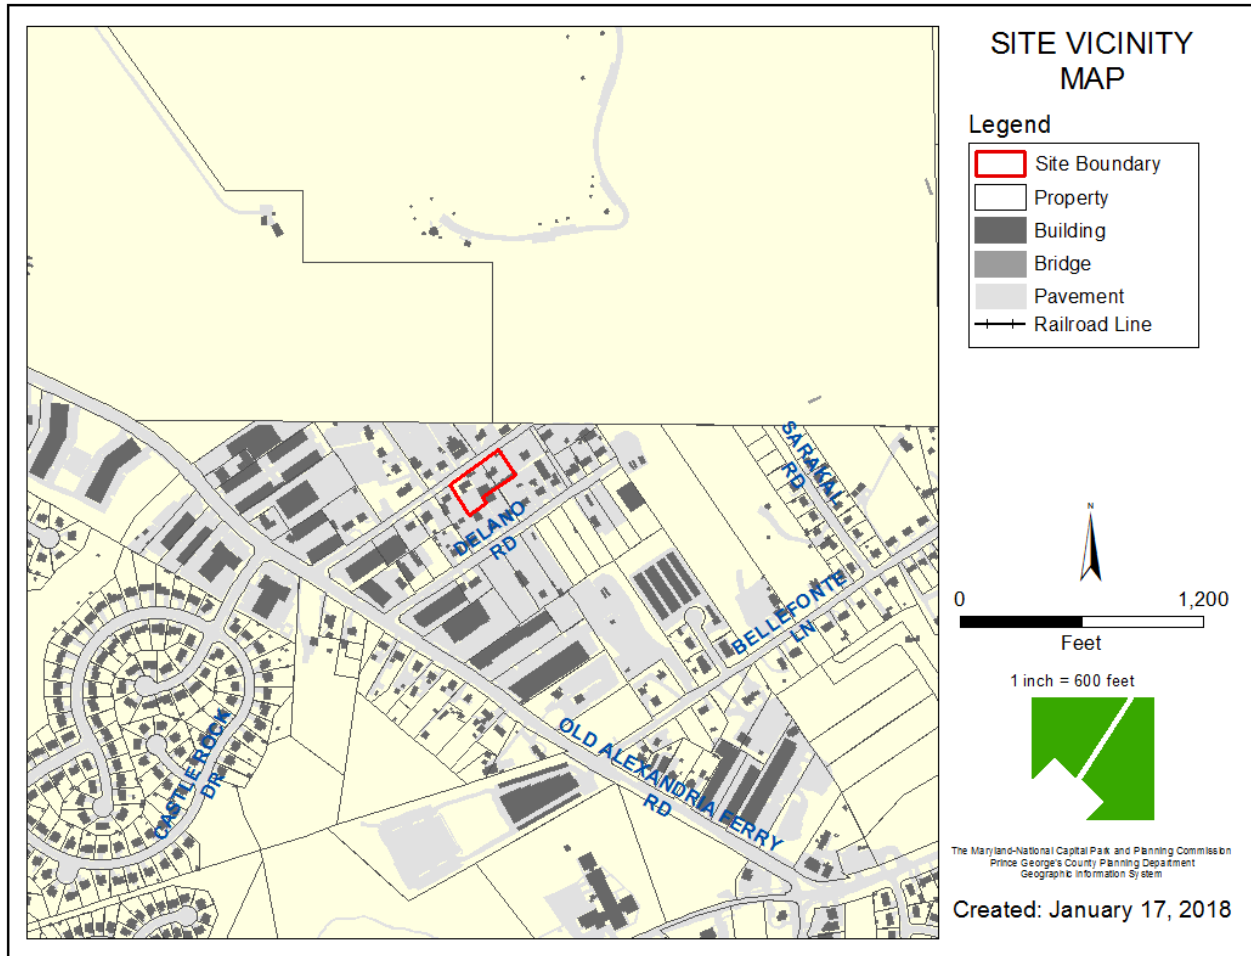 SITE VICINITY
MAP
Legend
Site Boundary
Property
Building
Bridge
Pavement
Railroad Line
SARAKAL
RD
DELANO
RD
BELLEFONTE
LN
OLD ALEXANDRIA FERRY
RD
CASTLE ROCK
DR
N
0 1,200
Feet
1 inch = 600 feet
The Maryland-National Capital Park and Planning Commission
Prince George's County Planning Department
Geographic Information System
Created: January 17, 2018